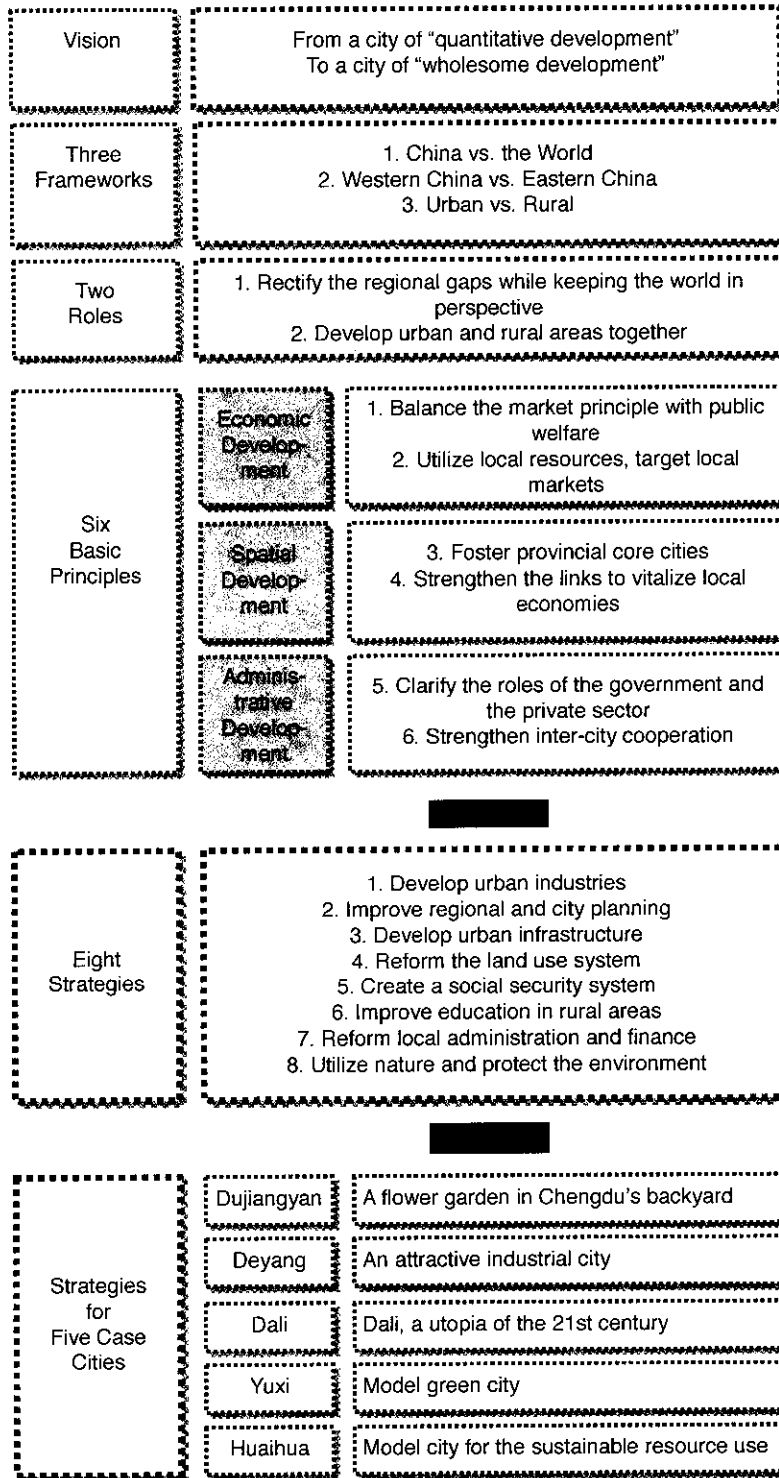 Vision
From a city of “quantitative development”
To a city of “wholesome development”
Three
Frameworks
1. China vs. the World
2. Western China vs. Eastern China
3. Urban vs. Rural
Two
Roles
1. Rectify the regional gaps while keeping the world in
perspective
2. Develop urban and rural areas together
Six
Basic
Principles
Economic
Develop-
ment
1. Balance the market principle with public
welfare
2. Utilize local resources, target local
markets
Spatial
Develop-
ment
3. Foster provincial core cities
4. Strengthen the links to vitalize local
economies
Adminis-
trative
Develop-
ment
5. Clarify the roles of the government and
the private sector
6. Strengthen inter-city cooperation
Eight
Strategies
1. Develop urban industries
2. Improve regional and city planning
3. Develop urban infrastructure
4. Reform the land use system
5. Create a social security system
6. Improve education in rural areas
7. Reform local administration and finance
8. Utilize nature and protect the environment
Strategies
for
Five Case
Cities
Dujiangyan
A flower garden in Chengdu’s backyard
Deyang
An attractive industrial city
Dali
Dali, a utopia of the 21st century
Yuxi
Model green city
Huaihua
Model city for the sustainable resource use